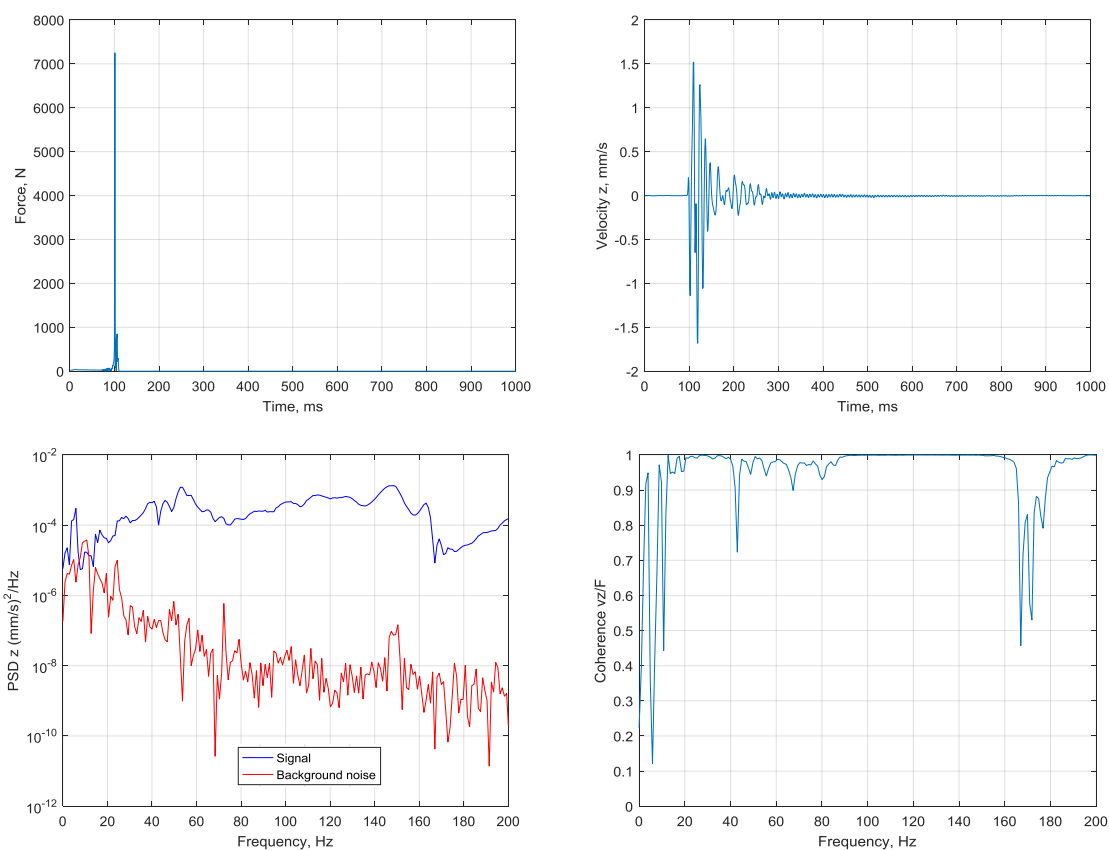 8000
7000
6000
5000
4000
3000
2000
1000
0
Force, N
0 100 200 300 400 500 600 700 800 900 1000
Time, ms
2
1.5
1
0.5
0
-0.5
-1
-1.5
-2
Velocity z, mm/s
0 100 200 300 400 500 600 700 800 900 1000
Time, ms
10-2
10-4
10-6
10-8
10-10
10-12
PSD z (mm/s)2/Hz
Signal
Background noise
0 20 40 60 80 100 120 140 160 180 200
Frequency, Hz
1
0.9
0.8
0.7
0.6
0.5
0.4
0.3
0.2
0.1
0
Coherence vz/F
0 20 40 60 80 100 120 140 160 180 200
Frequency, Hz